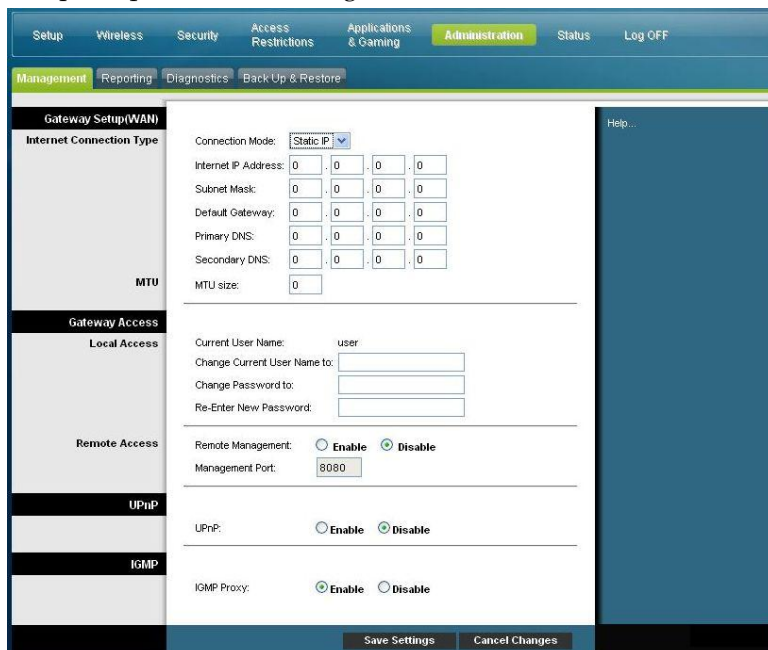 Setup Wireless Security Access Restrictions Applications & Gaming Administration Status Log OFF
Management Reporting Diagnostics Back Up & Restore
Gateway Setup(WAN)
Help...
Internet Connection Type
Connection Mode: Static IP
Internet IP Address: 0 . 0 . 0 . 0
Subnet Mask: 0 . 0 . 0 . 0
Default Gateway: 0 . 0 . 0 . 0
Primary DNS: 0 . 0 . 0 . 0
Secondary DNS: 0 . 0 . 0 . 0
MTU
MTU size: 0
Gateway Access
Local Access
Current User Name: user
Change Current User Name to:
Change Password to:
Re-Enter New Password:
Remote Access
Remote Management: Enable Disable
Management Port: 8080
UPnP
UPnP: Enable Disable
IGMP
IGMP Proxy: Enable Disable
Save Settings Cancel Changes